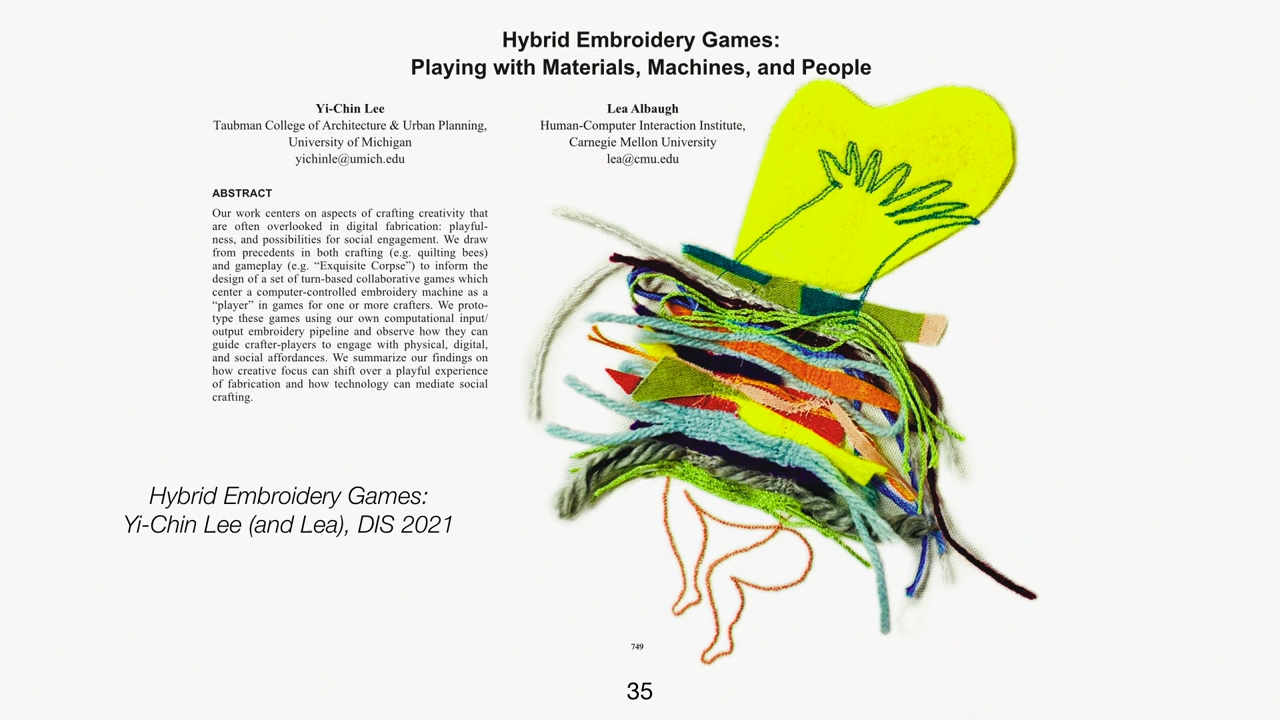 Hybrid Embroidery Games:
Playing with Materials, Machines, and People
Yi-Chin Lee
Taubman College of Architecture & Urban Planning,
University of Michigan
yichinle@umich.edu
Lea Albaugh
Human-Computer Interaction Institute,
Carnegie Mellon University
lea@cmu.edu
ABSTRACT
Our work centers on aspects of crafting creativity that
are often overlooked in digital fabrication: playful-
ness, and possibilities for social engagement. We draw
from precedents in both crafting (e.g. quilting bees)
and gameplay (e.g. “Exquisite Corpse”) to inform the
design of a set of turn-based collaborative games which
center a computer-controlled embroidery machine as a
“player” in games for one or more crafters. We proto-
type these games using our own computational input/
output embroidery pipeline and observe how they can
guide crafter-players to engage with physical, digital,
and social affordances. We summarize our findings on
how creative focus can shift over a playful experience
of fabrication and how technology can mediate social
crafting.
Hybrid Embroidery Games:
Yi-Chin Lee (and Lea), DIS 2021
749
35